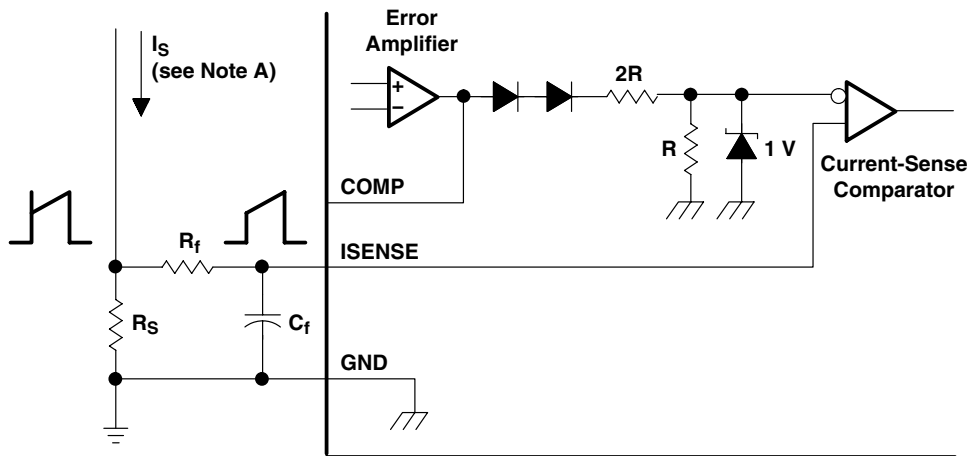 Error
Amplifier
I_S
(see Note A)
+
−
2R
R
1 V
Current-Sense
Comparator
COMP
R_f
ISENSE
R_S
C_f
GND